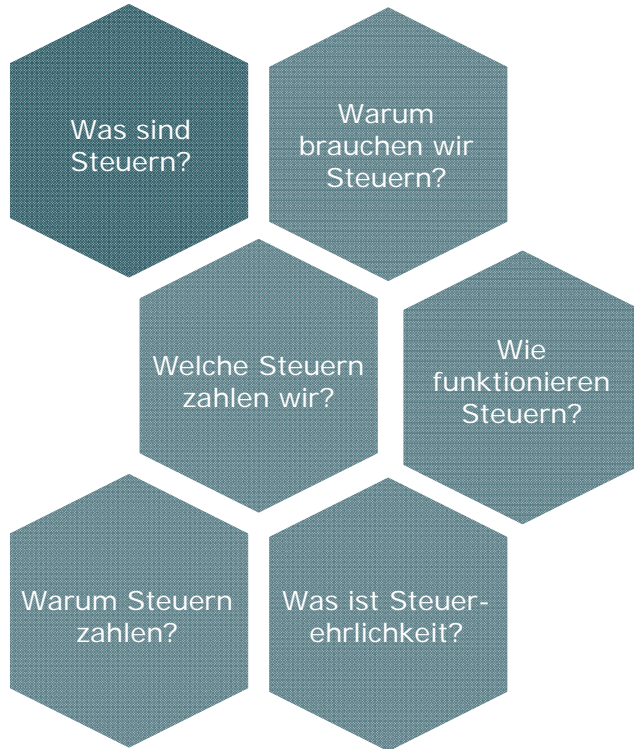 Was sind
Steuern?
Warum
brauchen wir
Steuern?
Welche Steuern
zahlen wir?
Wie
funktionieren
Steuern?
Warum Steuern
zahlen?
Was ist Steuer-
ehrlichkeit?